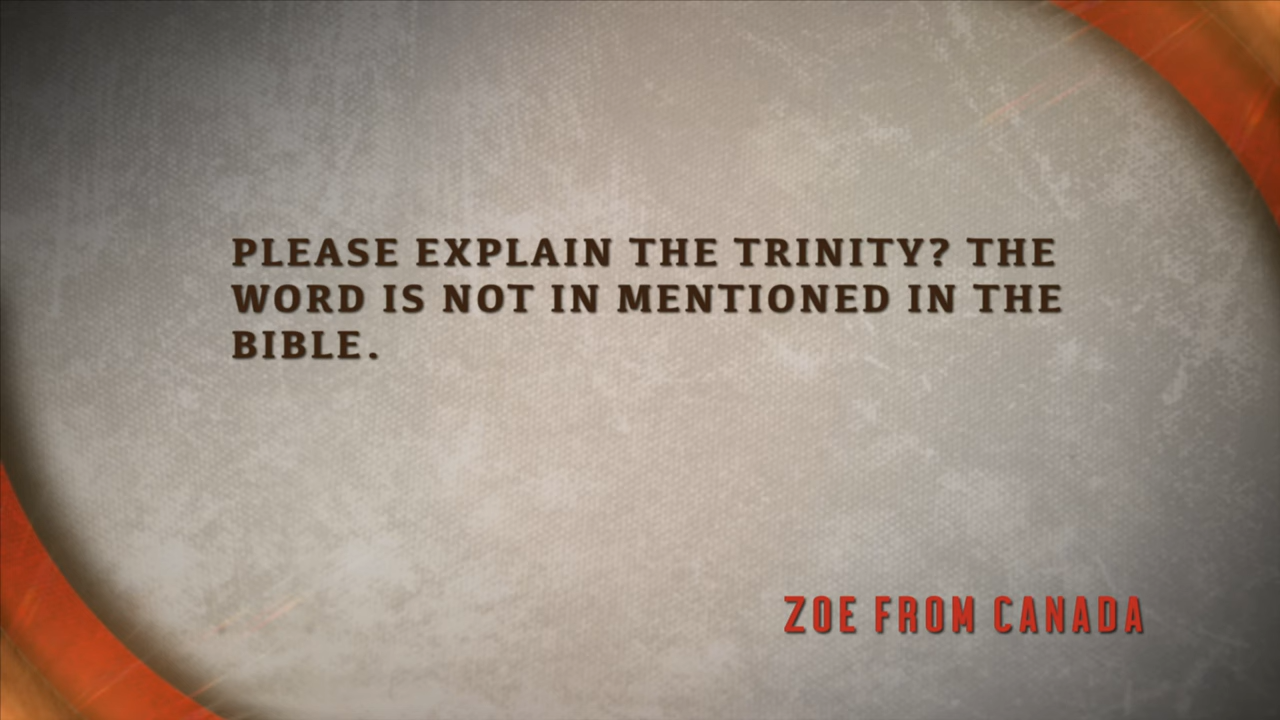 PLEASE EXPLAIN THE TRINITY? THE
WORD IS NOT IN MENTIONED IN THE
BIBLE.
ZOE FROM CANADA